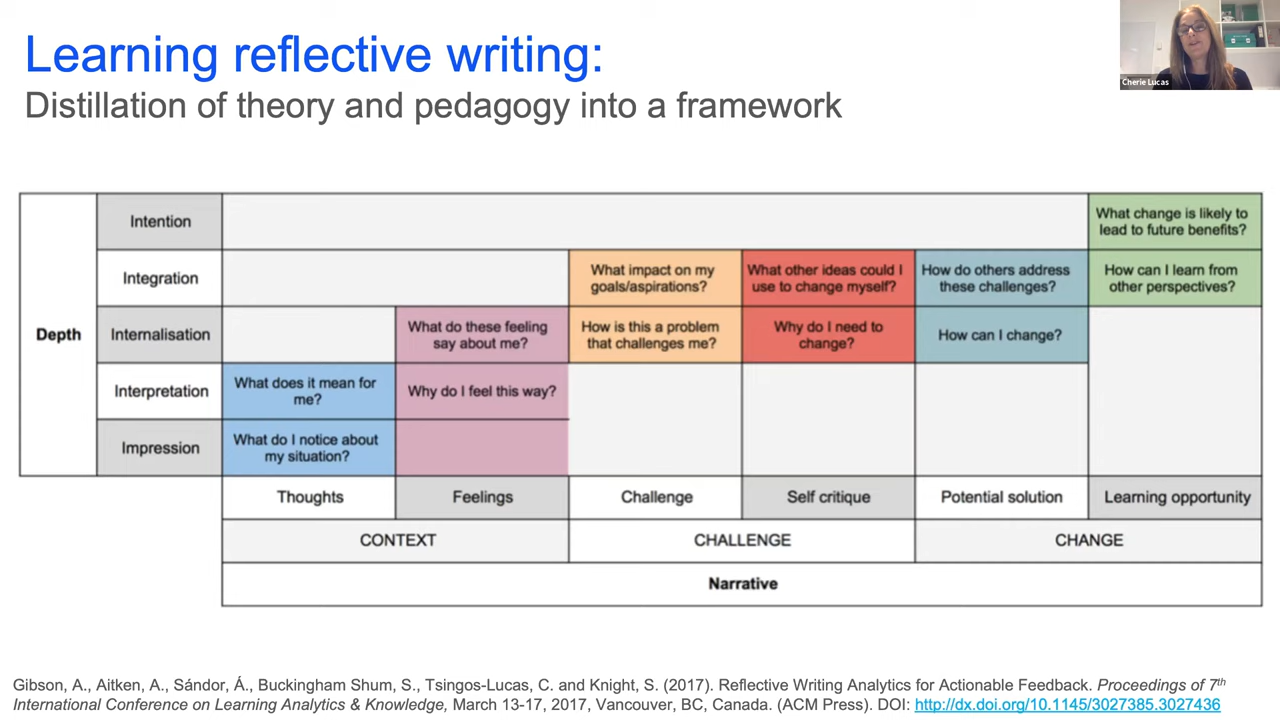 Learning reflective writing:
Distillation of theory and pedagogy into a framework
Cherie Lucas
Depth
Intention
What change is likely to
lead to future benefits?
Integration
What impact on my
goals/aspirations?
What other ideas could I
use to change myself?
How do others address
these challenges?
How can I learn from
other perspectives?
Internalisation
What do these feeling
say about me?
How is this a problem
that challenges me?
Why do I need to
change?
How can I change?
Interpretation
What does it mean for
me?
Why do I feel this way?
Impression
What do I notice about
my situation?
Thoughts
Feelings
Challenge
Self critique
Potential solution
Learning opportunity
CONTEXT
CHALLENGE
CHANGE
Narrative
Gibson, A., Aitken, A., Sándor, Á., Buckingham Shum, S., Tsingos-Lucas, C. and Knight, S. (2017). Reflective Writing Analytics for Actionable Feedback. Proceedings of 7th
International Conference on Learning Analytics & Knowledge, March 13-17, 2017, Vancouver, BC, Canada. (ACM Press). DOI: http://dx.doi.org/10.1145/3027385.3027436